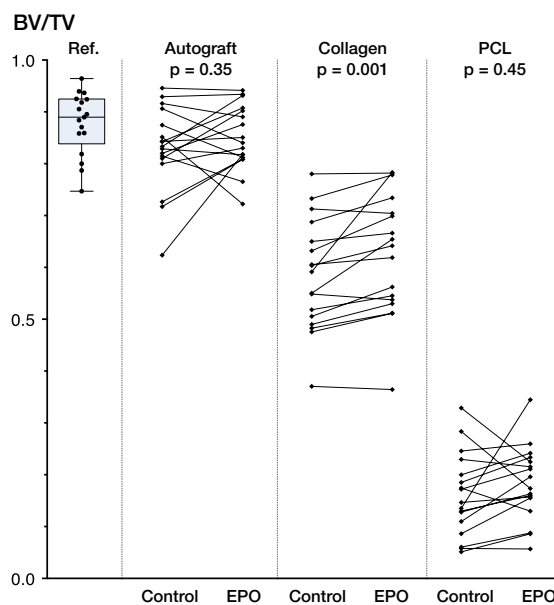 BV/TV
Ref. Autograft Collagen PCL
p = 0.35 p = 0.001 p = 0.45
1.0
0.5
0.0
Control EPO Control EPO Control EPO